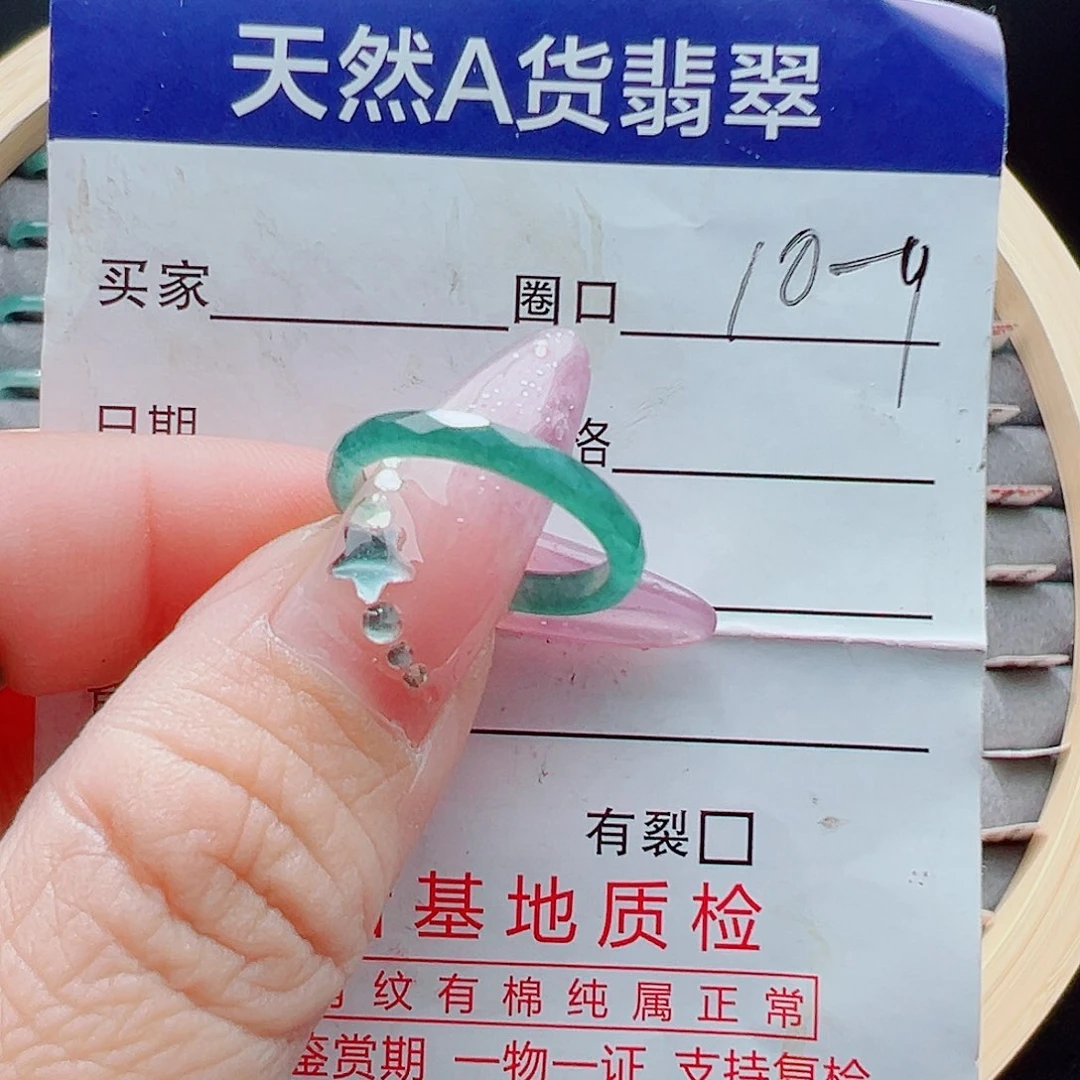 天然A货翡翠
买家 圈口 10-9
日期 格
有裂□
基地质检
纹有棉纯属正常
鉴赏期 一物一证 支持复检